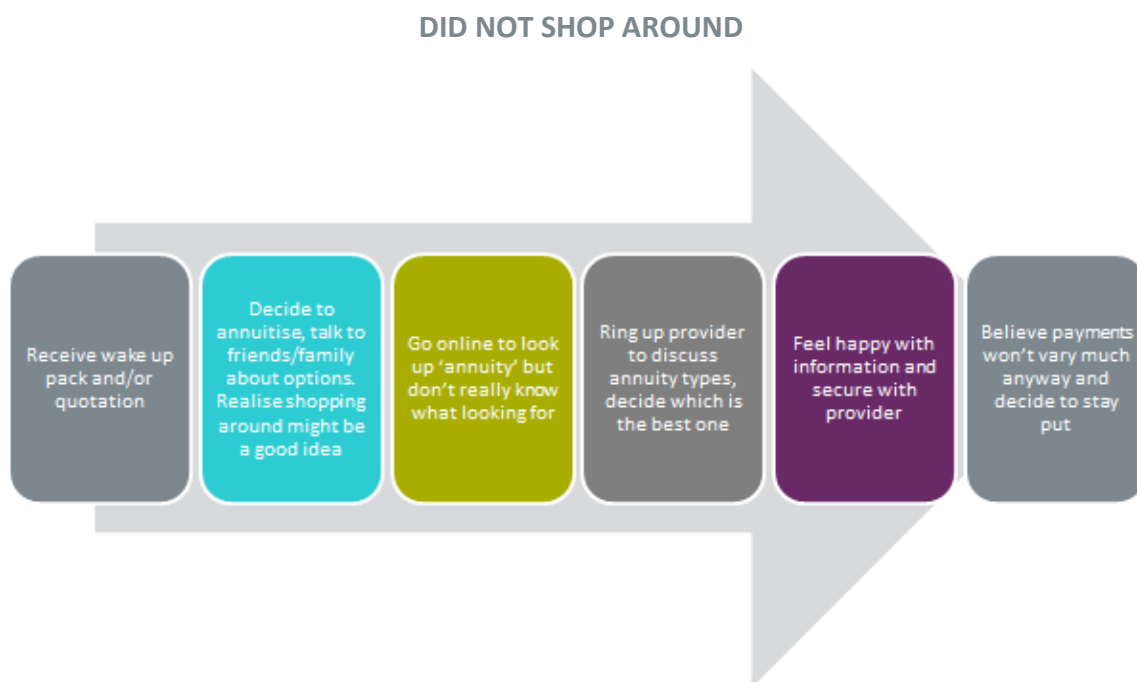 DID NOT SHOP AROUND
Receive wake up
pack and/or
quotation
Decide to
annuitise, talk to
friends/family
about options.
Realise shopping
around might be
a good idea
Go online to look
up ‘annuity’ but
don’t really know
what looking for
Ring up provider
to discuss
annuity types,
decide which is
the best one
Feel happy with
information and
secure with
provider
Believe payments
won’t vary much
anyway and
decide to stay
put